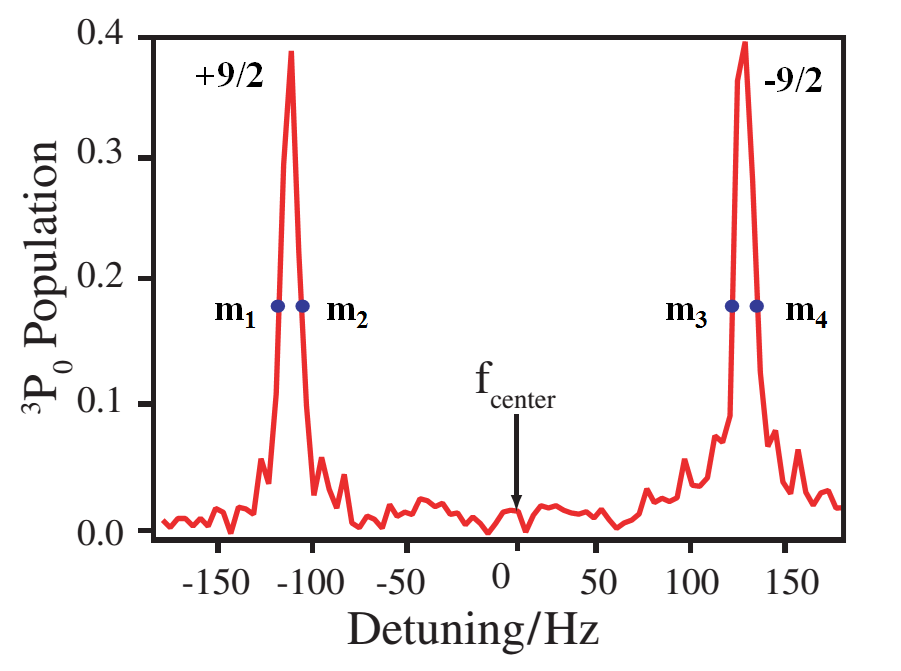 0.4
0.3
0.2
0.1
0.0
³P₀ Population
+9/2
-9/2
m₁
m₂
m₃
m₄
f_center
-150
-100
-50
0
50
100
150
Detuning/Hz